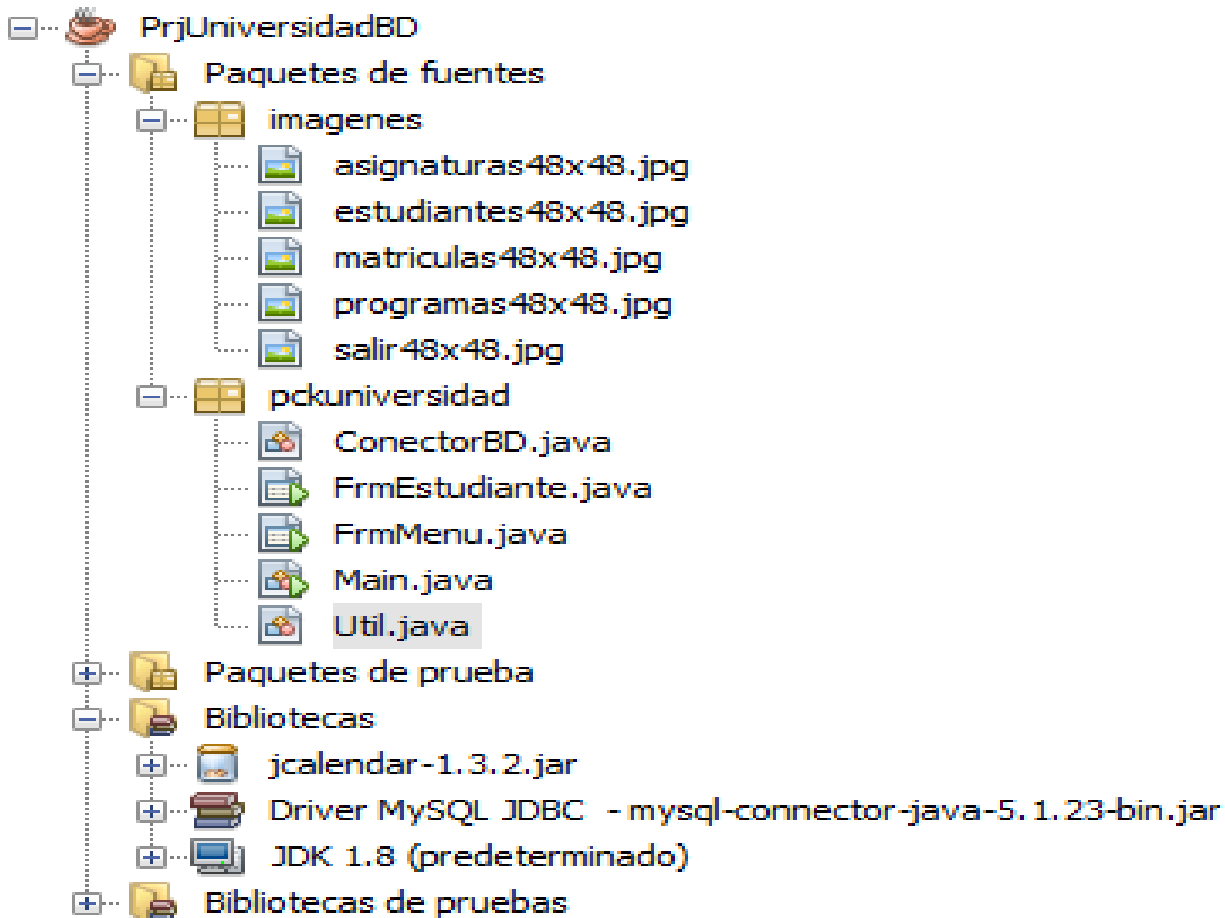 PrjUniversidadBD
Paquetes de fuentes
imagenes
asignaturas48x48.jpg
estudiantes48x48.jpg
matriculas48x48.jpg
programas48x48.jpg
salir48x48.jpg
pckuniversidad
ConectorBD.java
FrmEstudiante.java
FrmMenu.java
Main.java
Util.java
Paquetes de prueba
Bibliotecas
jcalendar-1.3.2.jar
Driver MySQL JDBC - mysql-connector-java-5.1.23-bin.jar
JDK 1.8 (predeterminado)
Bibliotecas de pruebas